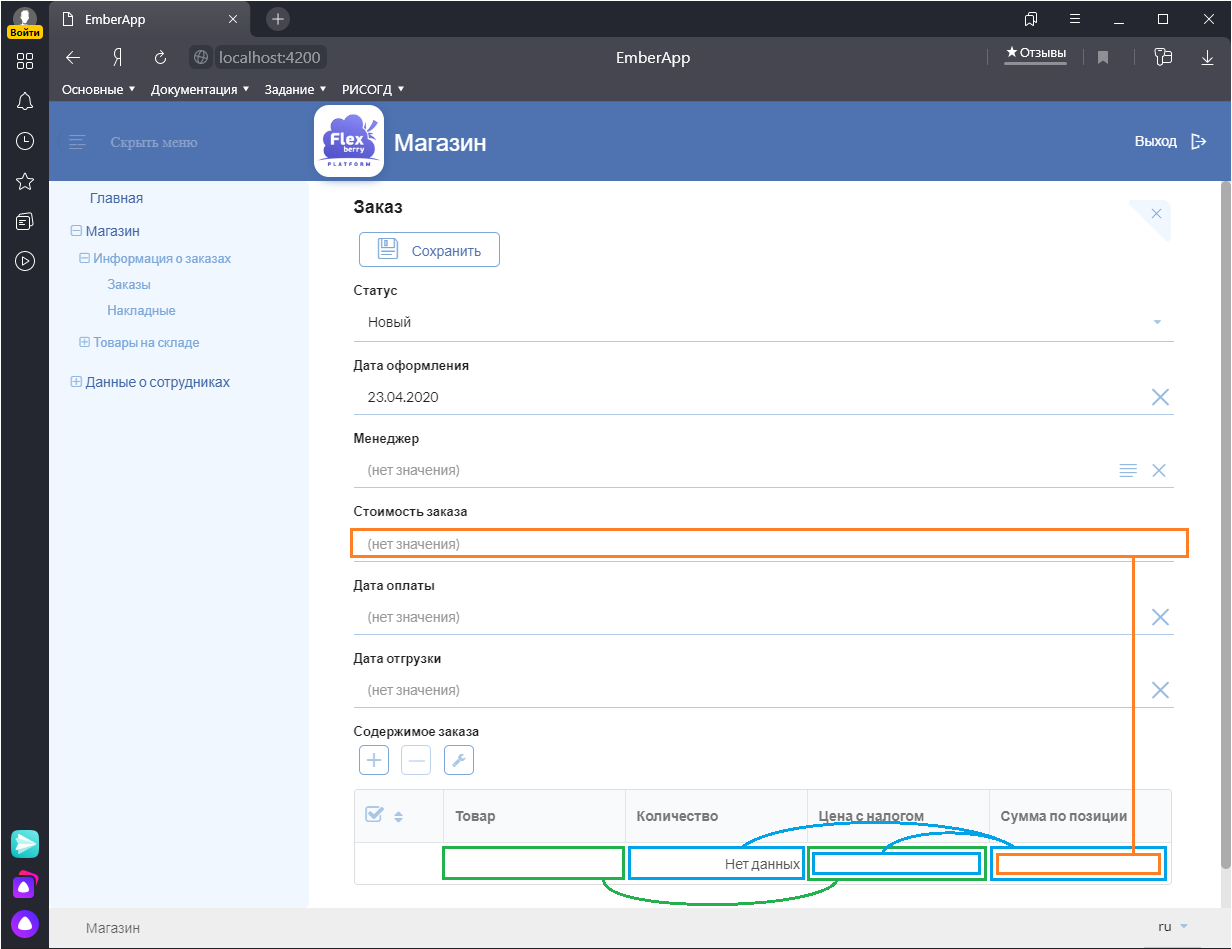 EmberApp
Войти
localhost:4200
EmberApp
★ Отзывы
Основные ▾ Документация ▾ Задание ▾ РИСОГД ▾
Скрыть меню
Flex
berry
PLATFORM
Магазин
Выход
Главная
Магазин
Информация о заказах
Заказы
Накладные
Товары на складе
Данные о сотрудниках
Заказ
Сохранить
Статус
Новый
Дата оформления
23.04.2020
Менеджер
(нет значения)
Стоимость заказа
(нет значения)
Дата оплаты
(нет значения)
Дата отгрузки
(нет значения)
Содержимое заказа
Товар Количество Цена с налогом Сумма по позиции
Нет данных
Магазин
ru